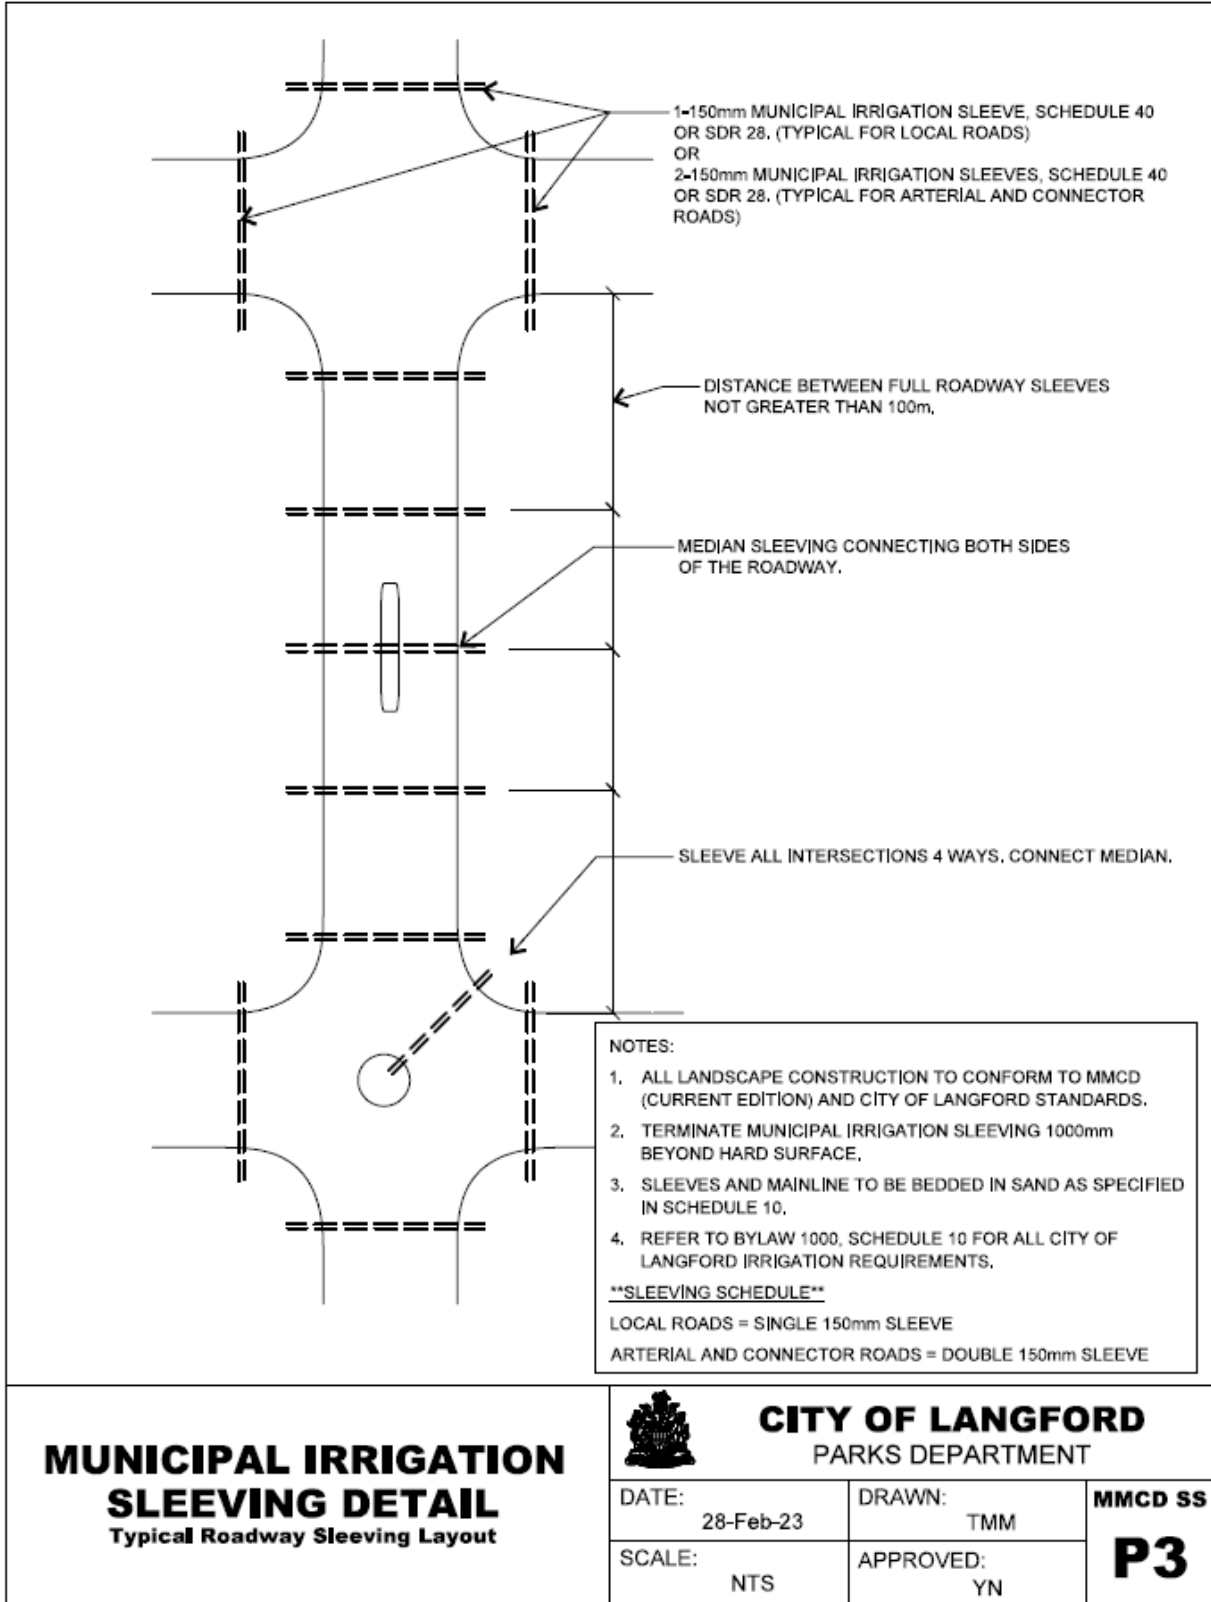 1-150mm MUNICIPAL IRRIGATION SLEEVE, SCHEDULE 40
OR SDR 28. (TYPICAL FOR LOCAL ROADS)
OR
2-150mm MUNICIPAL IRRIGATION SLEEVES, SCHEDULE 40
OR SDR 28. (TYPICAL FOR ARTERIAL AND CONNECTOR
ROADS)
DISTANCE BETWEEN FULL ROADWAY SLEEVES
NOT GREATER THAN 100m.
MEDIAN SLEEVING CONNECTING BOTH SIDES
OF THE ROADWAY.
SLEEVE ALL INTERSECTIONS 4 WAYS. CONNECT MEDIAN.
NOTES:
1. ALL LANDSCAPE CONSTRUCTION TO CONFORM TO MMCD
(CURRENT EDITION) AND CITY OF LANGFORD STANDARDS.
2. TERMINATE MUNICIPAL IRRIGATION SLEEVING 1000mm
BEYOND HARD SURFACE.
3. SLEEVES AND MAINLINE TO BE BEDDED IN SAND AS SPECIFIED
IN SCHEDULE 10.
4. REFER TO BYLAW 1000, SCHEDULE 10 FOR ALL CITY OF
LANGFORD IRRIGATION REQUIREMENTS.
**SLEEVING SCHEDULE**
LOCAL ROADS = SINGLE 150mm SLEEVE
ARTERIAL AND CONNECTOR ROADS = DOUBLE 150mm SLEEVE
MUNICIPAL IRRIGATION
SLEEVING DETAIL
Typical Roadway Sleeving Layout
CITY OF LANGFORD
PARKS DEPARTMENT
DATE:
28-Feb-23
DRAWN:
TMM
MMCD SS
P3
SCALE:
NTS
APPROVED:
YN